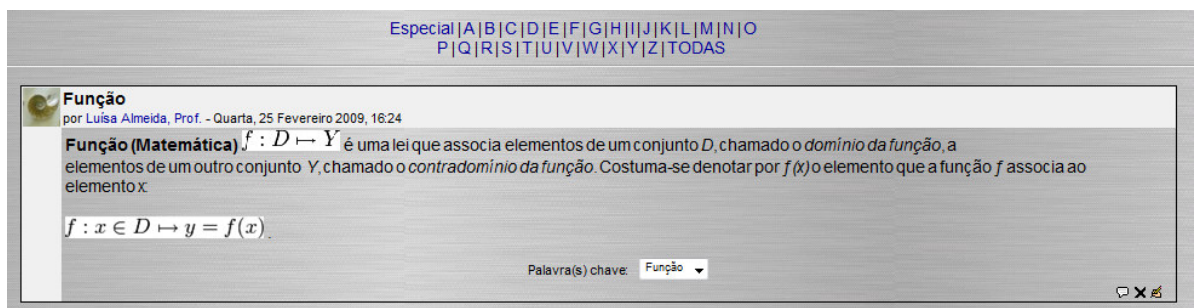 Especial | A | B | C | D | E | F | G | H | I | J | K | L | M | N | O
P | Q | R | S | T | U | V | W | X | Y | Z | TODAS
Função
por Luísa Almeida, Prof. - Quarta, 25 Fevereiro 2009, 16:24
Função (Matemática) f : D ↦ Y é uma lei que associa elementos de um conjunto D, chamado o domínio da função, a
elementos de um outro conjunto Y, chamado o contradomínio da função. Costuma-se denotar por f (x) o elemento que a função f associa ao
elemento x:
f : x ∈ D ↦ y = f(x).
Palavra(s) chave: Função